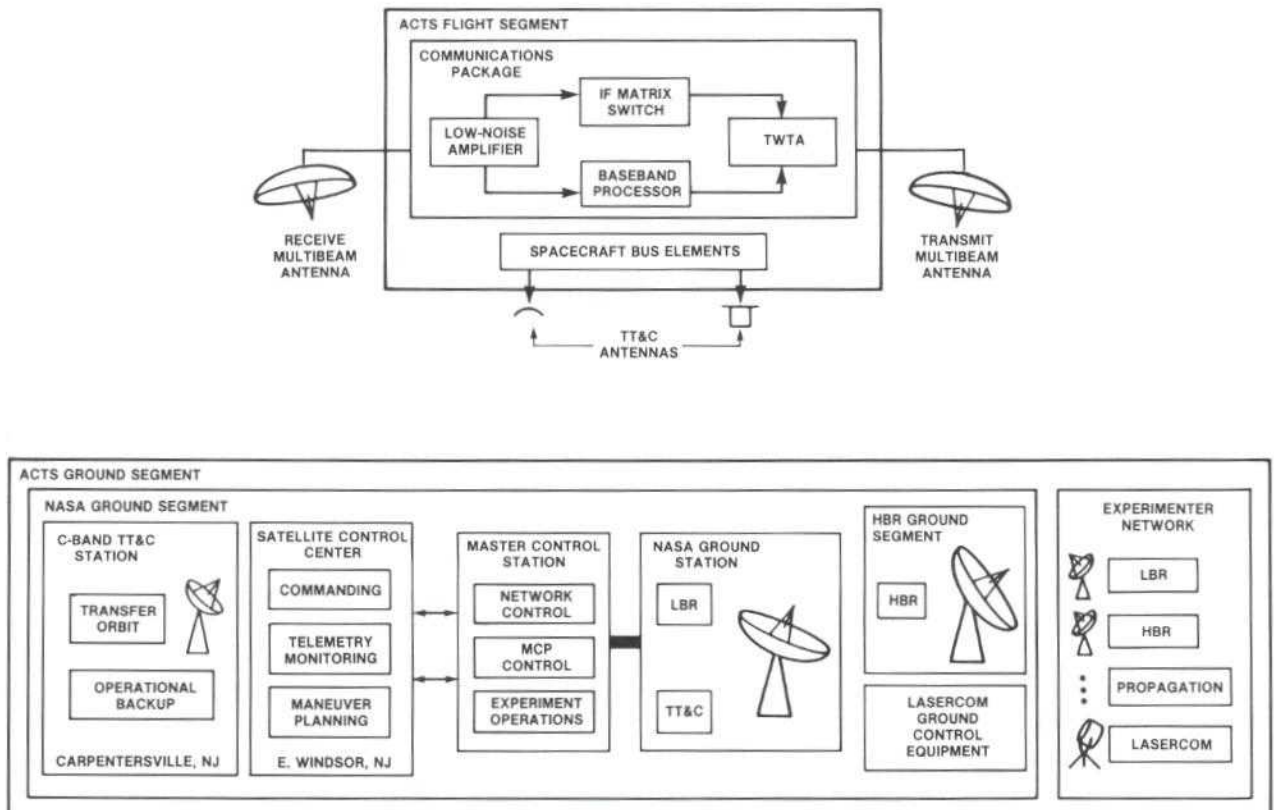 ACTS FLIGHT SEGMENT
COMMUNICATIONS
PACKAGE
IF MATRIX
SWITCH
LOW-NOISE
AMPLIFIER
TWTA
BASEBAND
PROCESSOR
RECEIVE
MULTIBEAM
ANTENNA
SPACECRAFT BUS ELEMENTS
TRANSMIT
MULTIBEAM
ANTENNA
TT&C
ANTENNAS
ACTS GROUND SEGMENT
NASA GROUND SEGMENT
C-BAND TT&C
STATION
TRANSFER
ORBIT
OPERATIONAL
BACKUP
CARPENTERSVILLE, NJ
SATELLITE CONTROL
CENTER
COMMANDING
TELEMETRY
MONITORING
MANEUVER
PLANNING
E. WINDSOR, NJ
MASTER CONTROL
STATION
NETWORK
CONTROL
MCP
CONTROL
EXPERIMENT
OPERATIONS
NASA GROUND
STATION
LBR
TT&C
HBR GROUND
SEGMENT
HBR
LASERCOM
GROUND
CONTROL
EQUIPMENT
EXPERIMENTER
NETWORK
LBR
HBR
PROPAGATION
LASERCOM